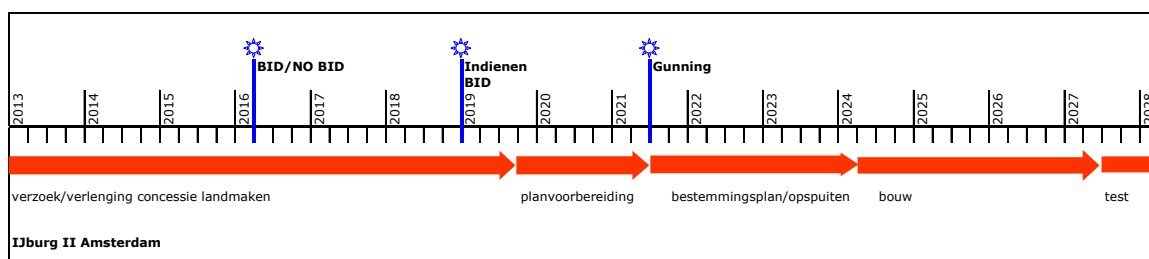 BID/NO BID
Indienen
BID
Gunning
2013
2014
2015
2016
2017
2018
2019
2020
2021
2022
2023
2024
2025
2026
2027
2028
verzoek/verlenging concessie landmaken
planvoorbereiding
bestemmingsplan/opspuiten
bouw
test
IJburg II Amsterdam